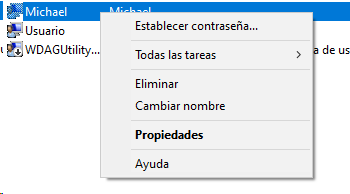 Michael Michael
Usuario
WDAGUtility...
a de us
Establecer contraseña...
Todas las tareas
Eliminar
Cambiar nombre
Propiedades
Ayuda